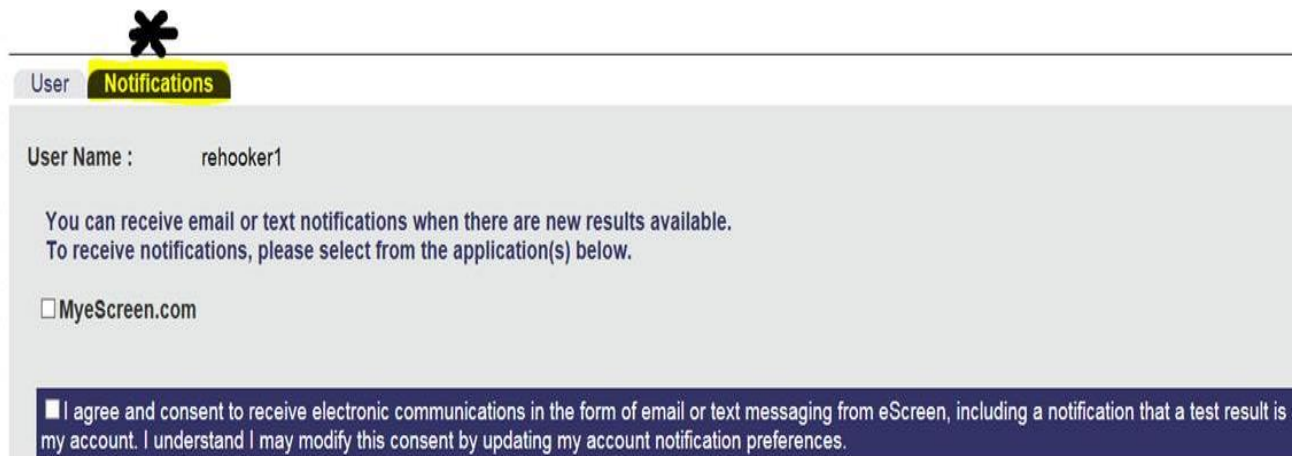 User Notifications
User Name : rehooker1
You can receive email or text notifications when there are new results available.
To receive notifications, please select from the application(s) below.
MyeScreen.com
I agree and consent to receive electronic communications in the form of email or text messaging from eScreen, including a notification that a test result is
my account. I understand I may modify this consent by updating my account notification preferences.